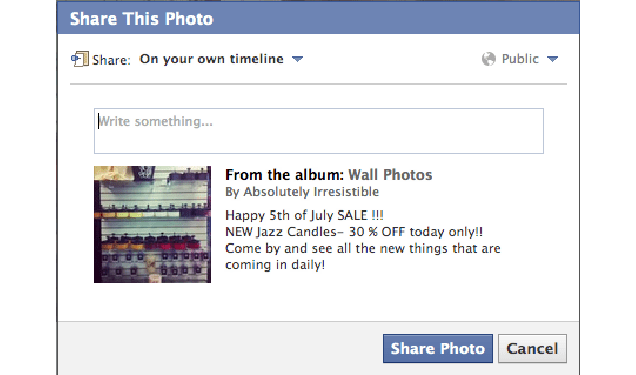 Share This Photo
Share: On your own timeline Public
Write something...
From the album: Wall Photos
By Absolutely Irresistible
Happy 5th of July SALE !!!
NEW Jazz Candles- 30 % OFF today only!!
Come by and see all the new things that are
coming in daily!
Share Photo Cancel